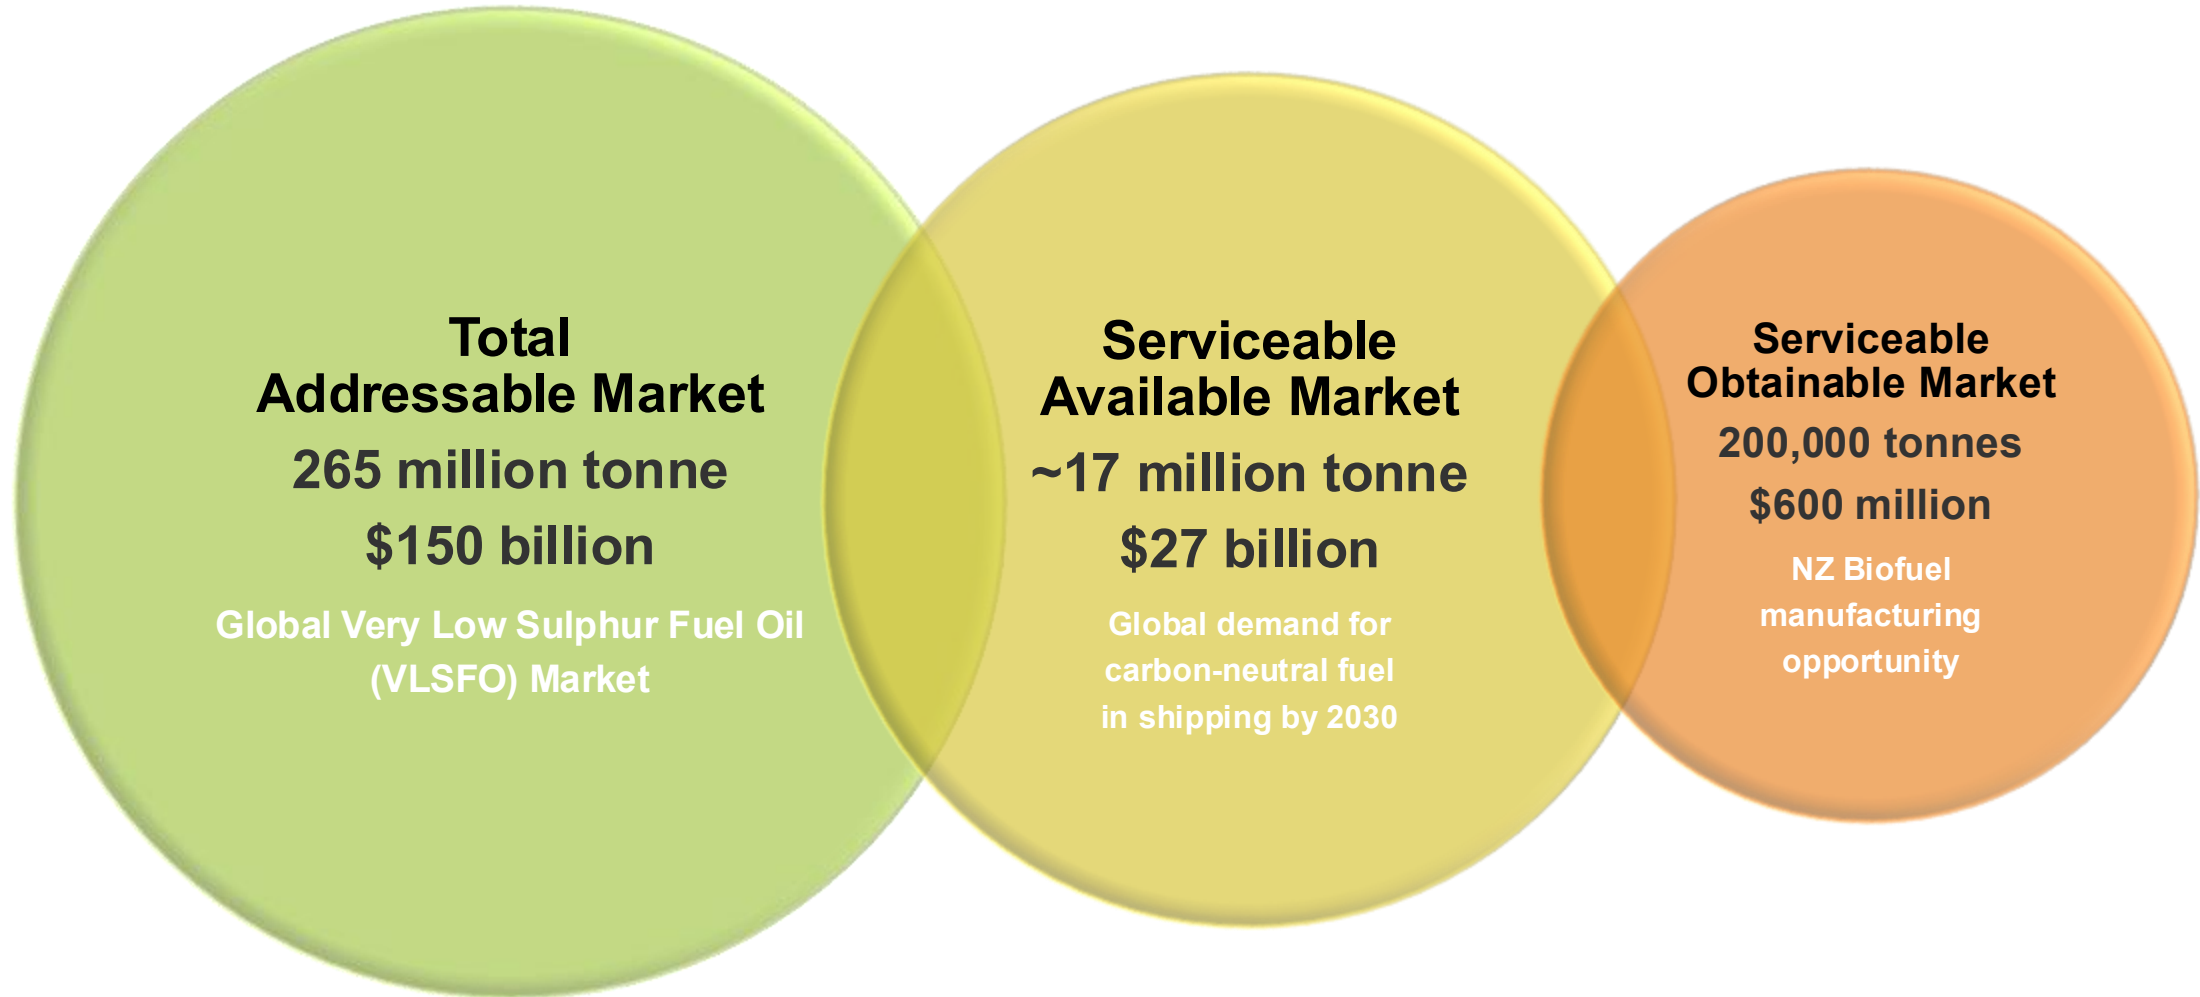 Total
Addressable Market
265 million tonne
$150 billion
Global Very Low Sulphur Fuel Oil
(VLSFO) Market
Serviceable
Available Market
~17 million tonne
$27 billion
Global demand for
carbon-neutral fuel
in shipping by 2030
Serviceable
Obtainable Market
200,000 tonnes
$600 million
NZ Biofuel
manufacturing
opportunity